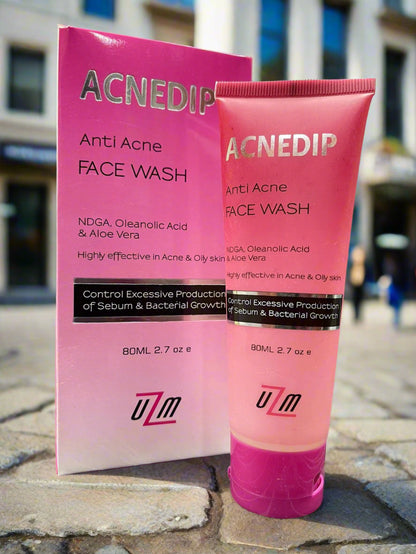 ACNEDIP
Anti Acne
FACE WASH
NDGA, Oleanolic Acid
& Aloe Vera
Highly effective in Acne & Oily skin
Control Excessive Production
of Sebum & Bacterial Growth
80ML 2.7 oz e
UZM
ACNEDIP
Anti Acne
FACE WASH
NDGA, Oleanolic Acid
& Aloe Vera
Highly effective in Acne & Oily skin
Control Excessive Production
of Sebum & Bacterial Growth
80ML 2.7 oz e
UZM